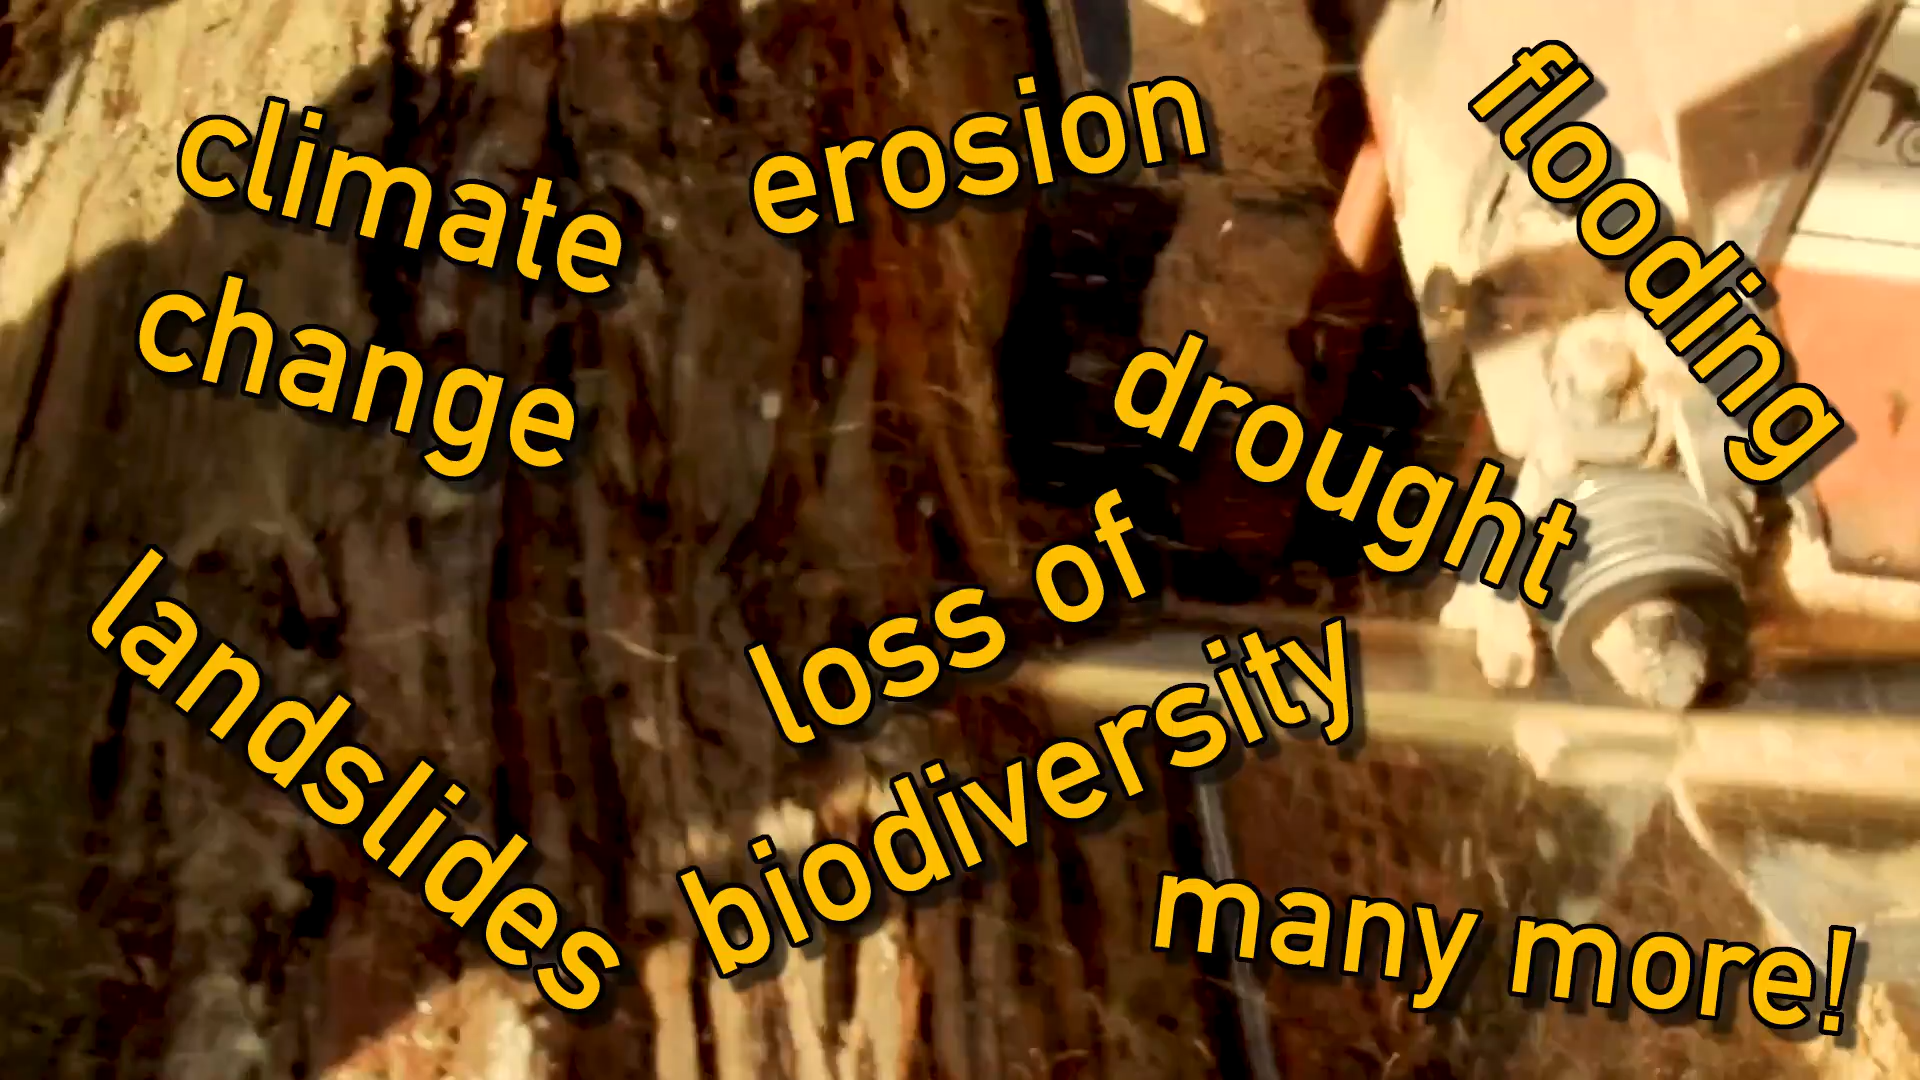 climate
change
erosion
flooding
drought
landslides
loss of
biodiversity
many more!